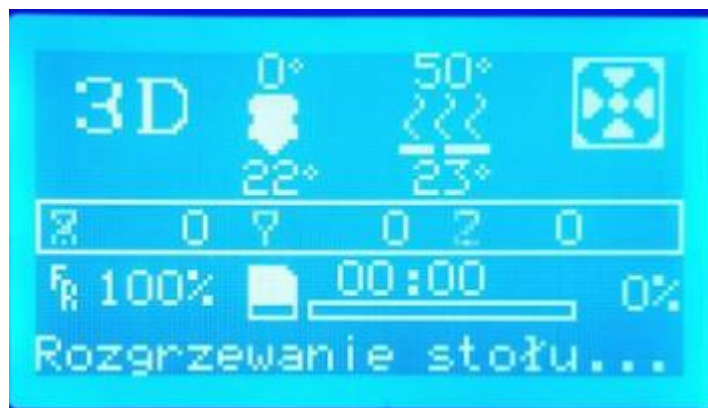 3D 0° 50°
22° 23°
X 0 Y 0 Z 0
FR 100% 00:00 0%
Rozgrzewanie stołu...